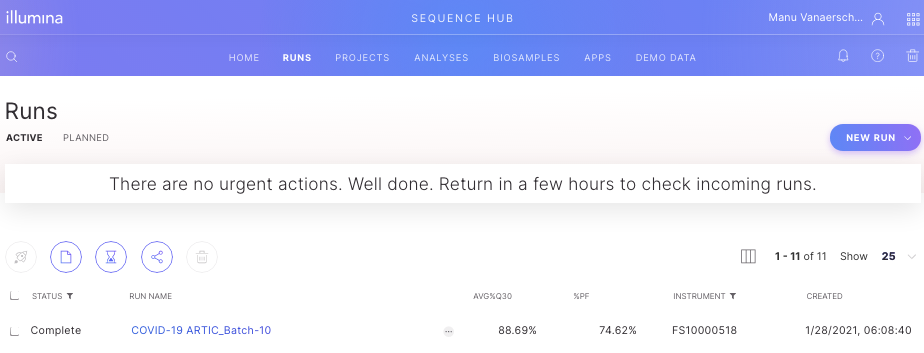 illumina
SEQUENCE HUB
Manu Vanaersch...
HOME RUNS PROJECTS ANALYSES BIOSAMPLES APPS DEMO DATA
Runs
ACTIVE PLANNED
NEW RUN
There are no urgent actions. Well done. Return in a few hours to check incoming runs.
1 - 11 of 11 Show 25
STATUS RUN NAME AVG%Q30 %PF INSTRUMENT CREATED
Complete COVID-19 ARTIC_Batch-10 88.69% 74.62% FS10000518 1/28/2021, 06:08:40